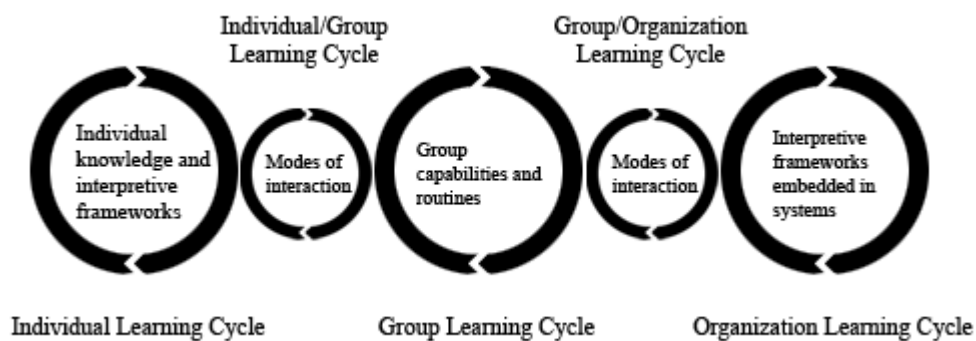 Individual/Group
Learning Cycle
Group/Organization
Learning Cycle
Individual
knowledge and
interpretive
frameworks
Modes of
interaction
Group
capabilities and
routines
Modes of
interaction
Interpretive
frameworks
embedded in
systems
Individual Learning Cycle
Group Learning Cycle
Organization Learning Cycle